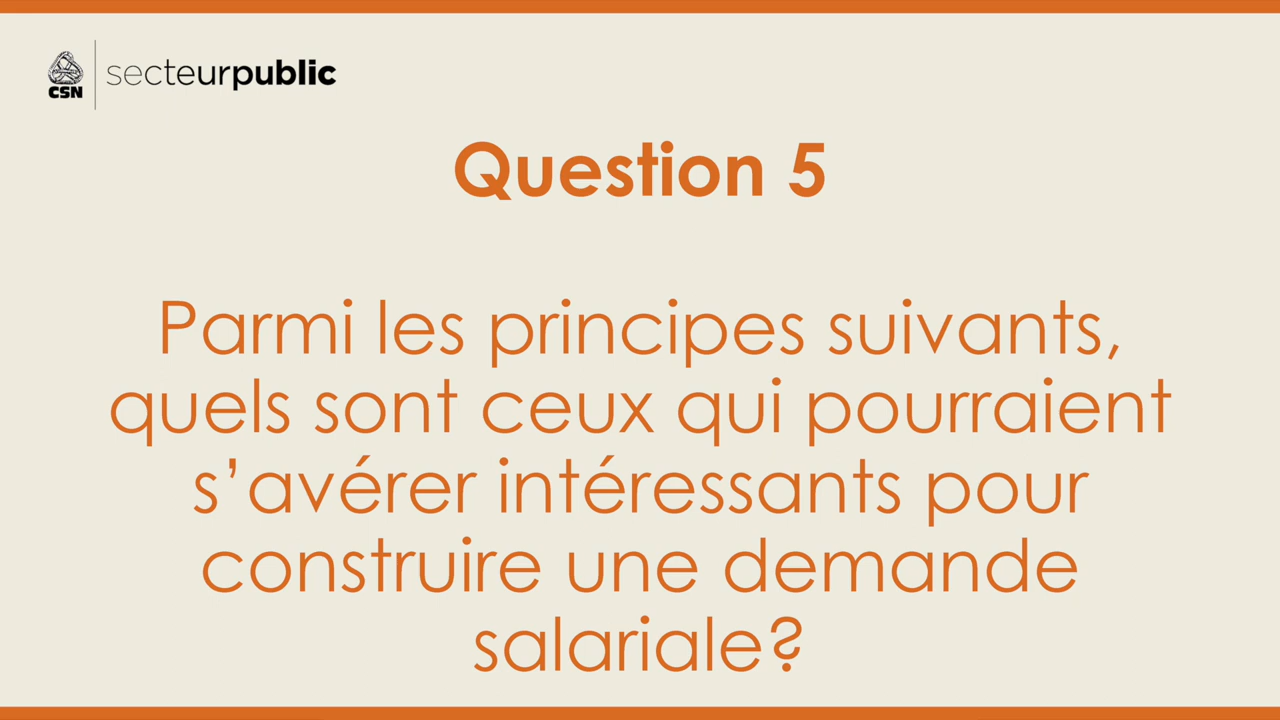 CSN
secteurpublic
Question 5
Parmi les principes suivants,
quels sont ceux qui pourraient
s’avérer intéressants pour
construire une demande
salariale?